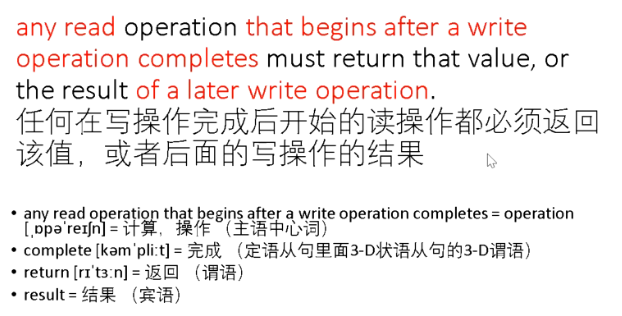 any read operation that begins after a write
operation completes must return that value, or
the result of a later write operation.
任何在写操作完成后开始的读操作都必须返回
该值，或者后面的写操作的结果
• any read operation that begins after a write operation completes = operation
[ˌɒpəˈreɪʃn] = 计算，操作 （主语中心词）
• complete [kəmˈpliːt] = 完成 （定语从句里面3-D状语从句的3-D谓语）
• return [rɪˈtɜːn] = 返回 （谓语）
• result = 结果 （宾语）